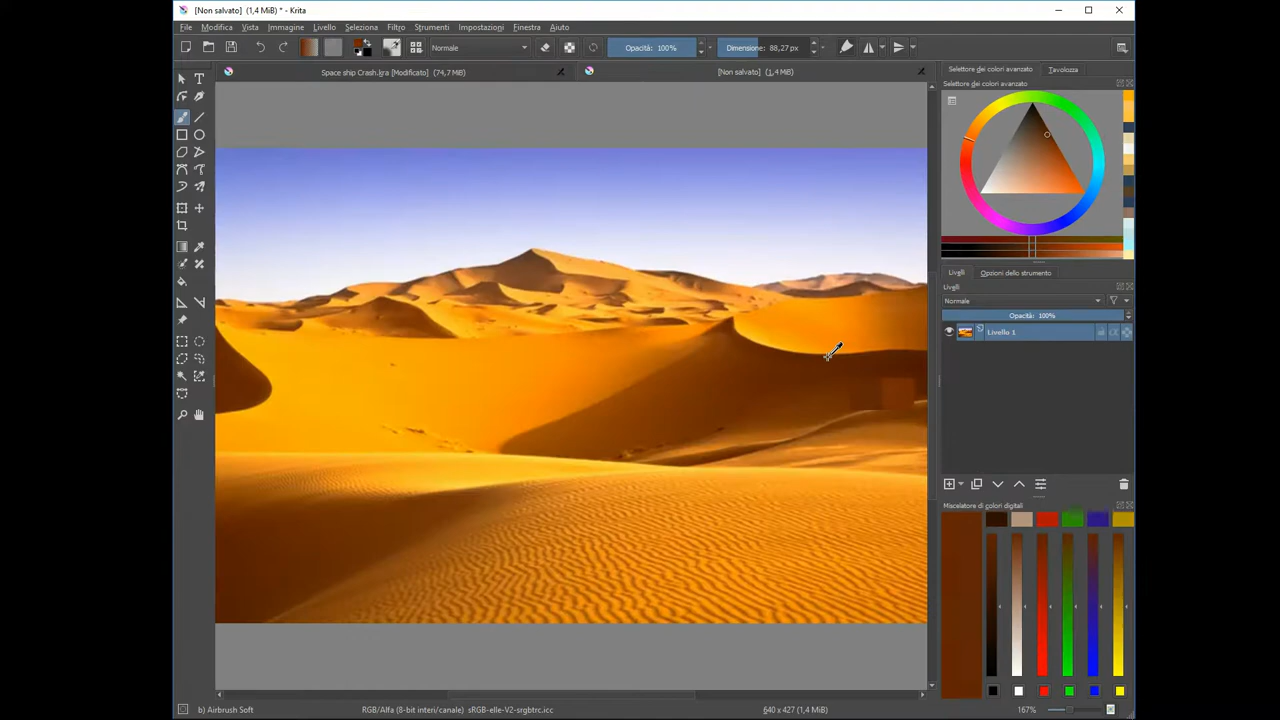 [Non salvato] (1,4 MiB) * - Krita
File Modifica Vista Immagine Livello Seleziona Filtro Strumenti Impostazioni Finestra Aiuto
Normale
Opacità: 100%
Dimensione: 88,27 px
Space ship Crash.kra [Modificato] (74,7 MiB)
[Non salvato] (1,4 MiB)
Selettore dei colori avanzato
Tavolozza
Selettore dei colori avanzato
Livelli
Opzioni dello strumento
Livelli
Normale
Opacità: 100%
Livello 1
Miscelatore di colori digitali
b) Airbrush Soft
RGB/Alfa (8-bit interi/canale) sRGB-elle-V2-srgbtrc.icc
640 x 427 (1,4 MiB)
167%